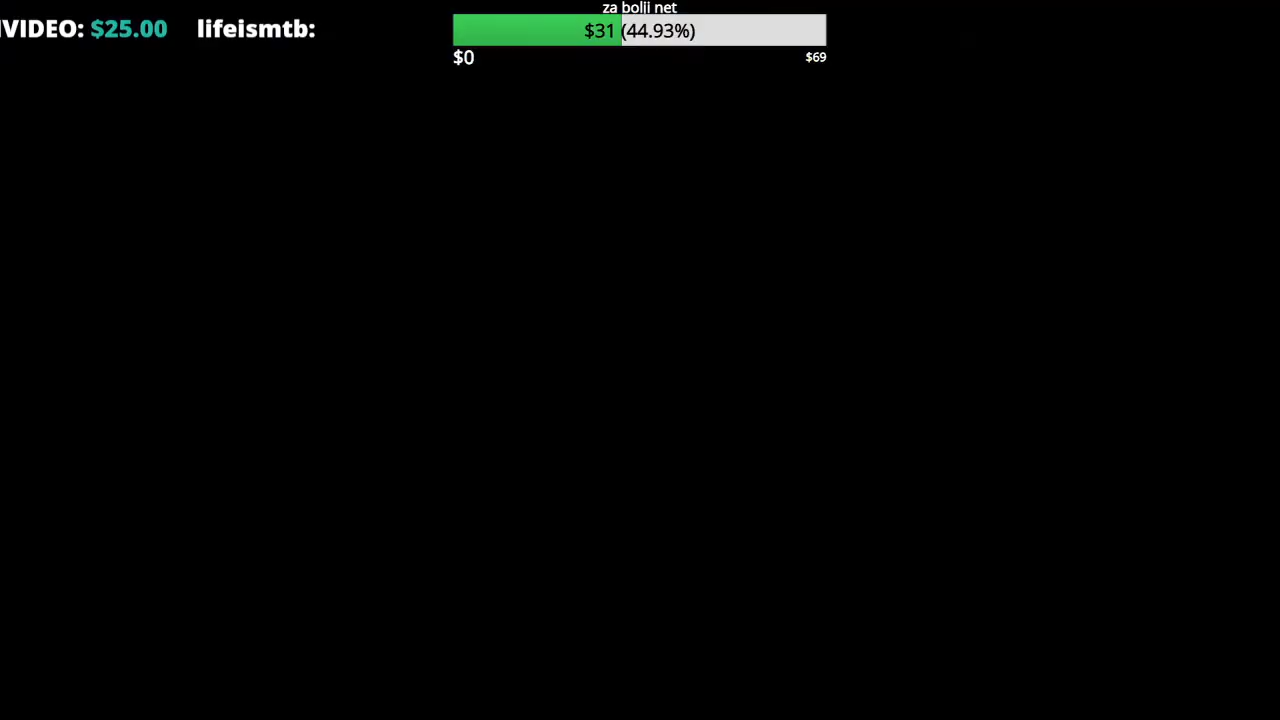 za bolji net
VIDEO: $25.00 lifeismtb:
$31 (44.93%)
$0 $69